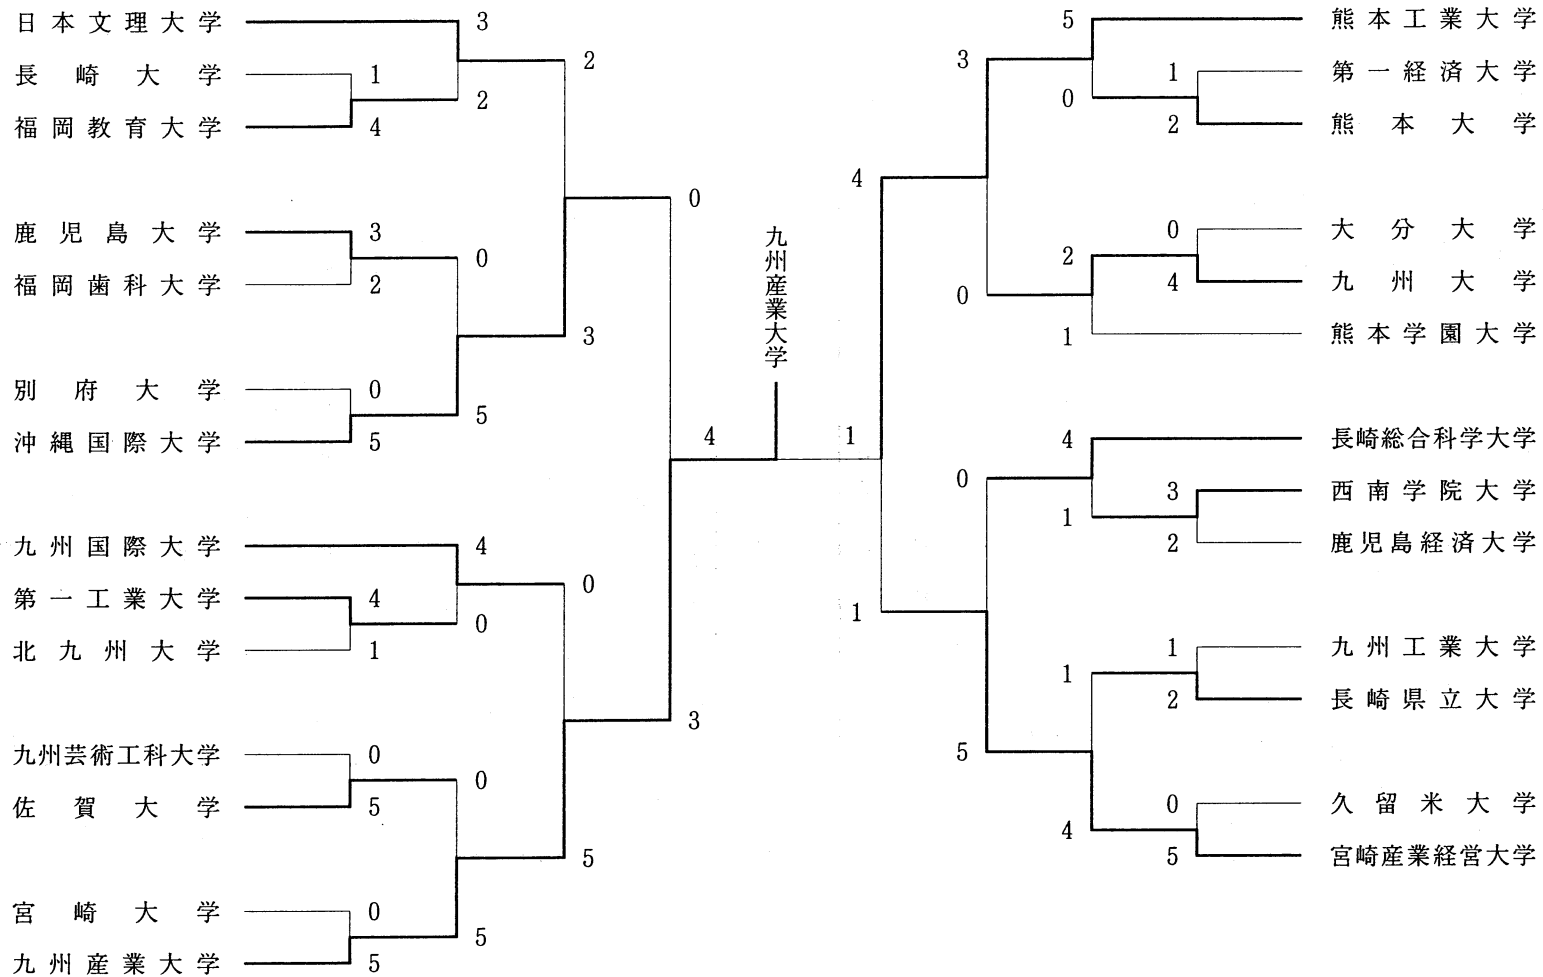 日本文理大学 3
長崎大学 1
2
福岡教育大学 4
2
鹿児島大学 3
0
福岡歯科大学 2
0
別府大学 0
5
沖縄国際大学 5
3
九州国際大学 4
第一工業大学 4
0
北九州大学 1
0
九州芸術工科大学 0
0
佐賀大学 5
宮崎大学 0
5
九州産業大学 5
5
3
4
九州産業大学
1
5 熊本工業大学
3
1 第一経済大学
0
2 熊本大学
4
0 大分大学
2
4 九州大学
0
1 熊本学園大学
4 長崎総合科学大学
0
3 西南学院大学
1
2 鹿児島経済大学
1
1 九州工業大学
1
2 長崎県立大学
5
0 久留米大学
4
5 宮崎産業経営大学